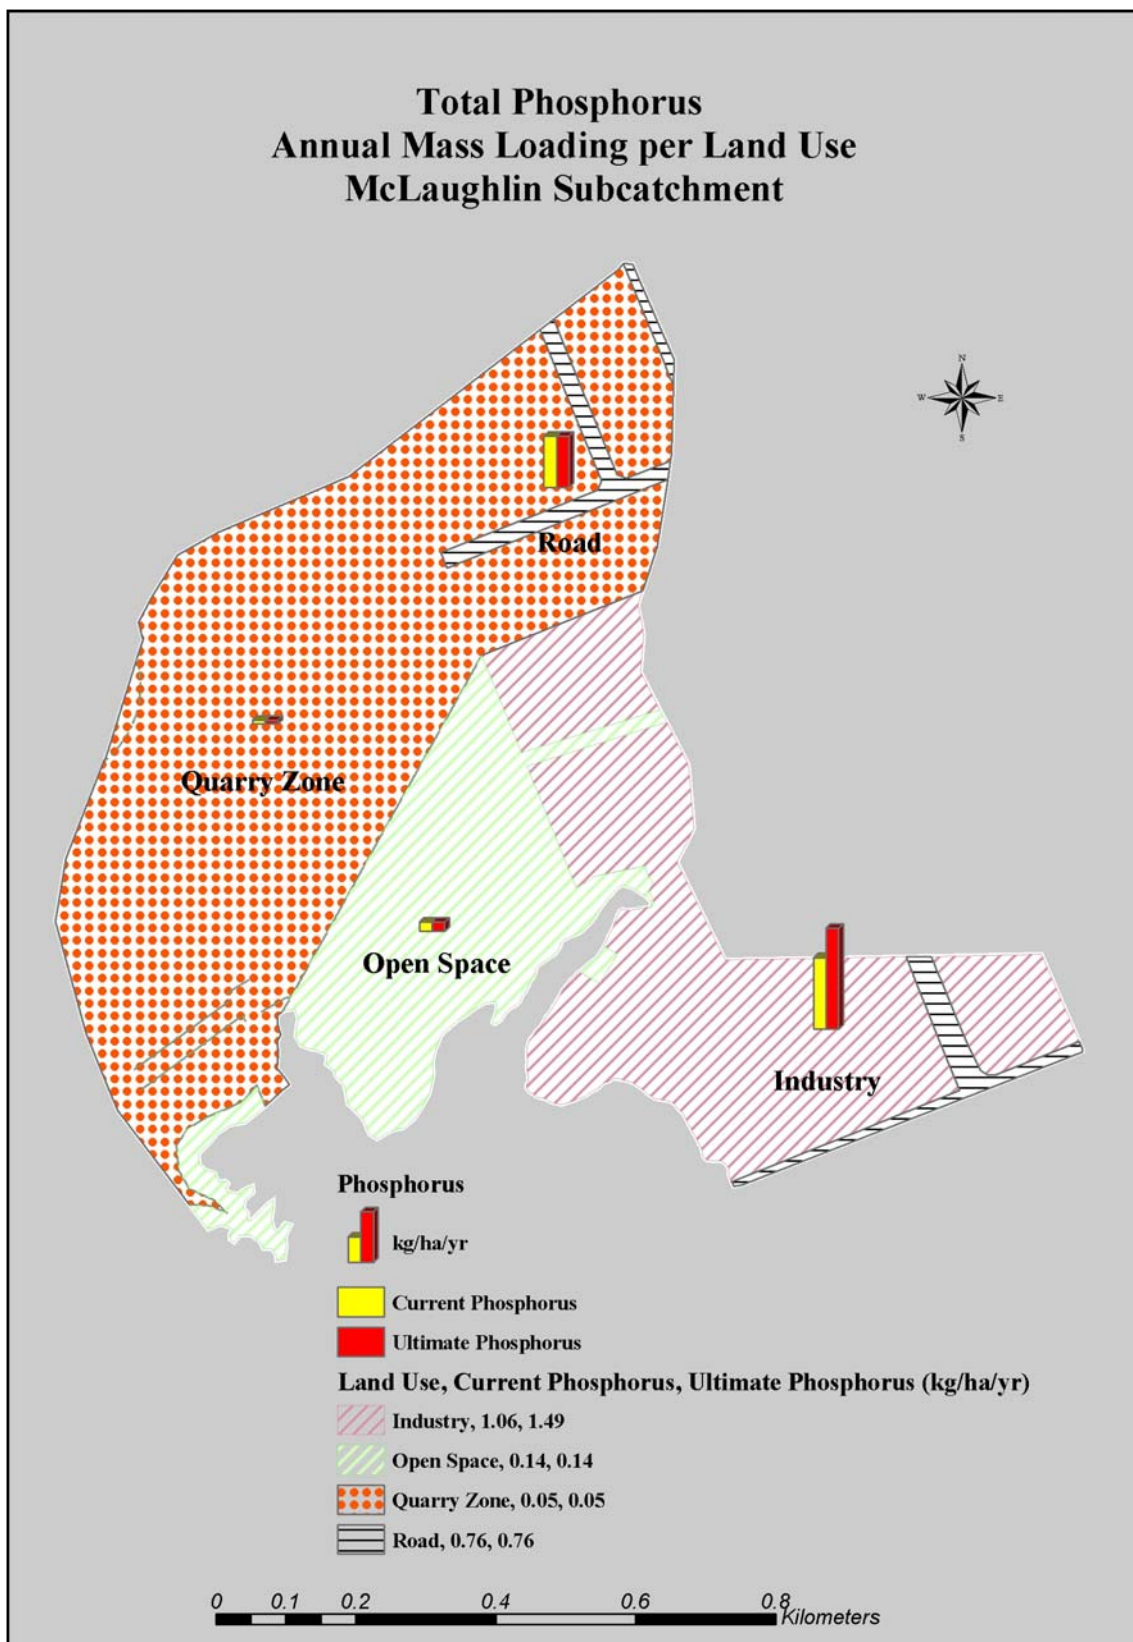 Total Phosphorus
Annual Mass Loading per Land Use
McLaughlin Subcatchment
N
W E
S
Road
Quarry Zone
Open Space
Industry
Phosphorus
kg/ha/yr
Current Phosphorus
Ultimate Phosphorus
Land Use, Current Phosphorus, Ultimate Phosphorus (kg/ha/yr)
Industry, 1.06, 1.49
Open Space, 0.14, 0.14
Quarry Zone, 0.05, 0.05
Road, 0.76, 0.76
0 0.1 0.2 0.4 0.6 0.8
Kilometers